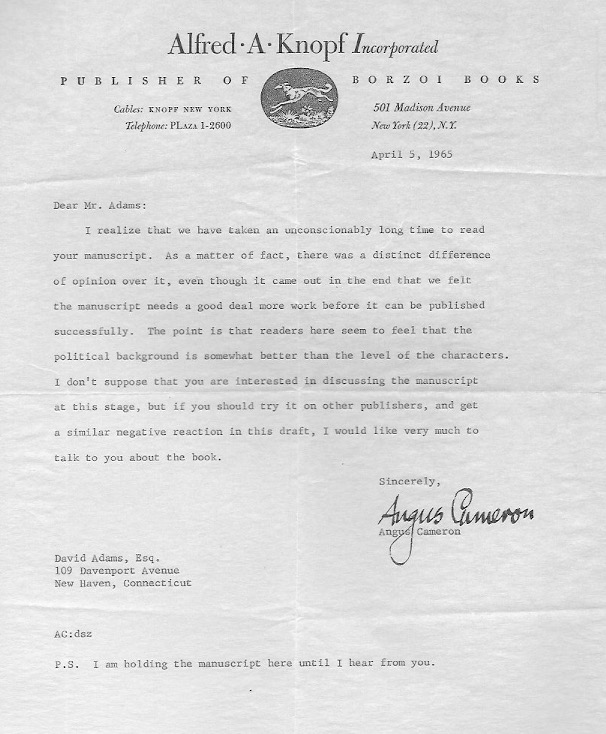 Alfred·A·Knopf Incorporated
PUBLISHER OF BORZOI BOOKS
Cables: KNOPF NEW YORK
Telephone: PLAZA 1-2600
501 Madison Avenue
New York (22), N.Y.
April 5, 1965
Dear Mr. Adams:
I realize that we have taken an unconscionably long time to read
your manuscript. As a matter of fact, there was a distinct difference
of opinion over it, even though it came out in the end that we felt
the manuscript needs a good deal more work before it can be published
successfully. The point is that readers here seem to feel that the
political background is somewhat better than the level of the characters.
I don't suppose that you are interested in discussing the manuscript
at this stage, but if you should try it on other publishers, and get
a similar negative reaction in this draft, I would like very much to
talk to you about the book.
Sincerely,
Angus Cameron
Angus Cameron
David Adams, Esq.
109 Davenport Avenue
New Haven, Connecticut
AC:dsz
P.S. I am holding the manuscript here until I hear from you.